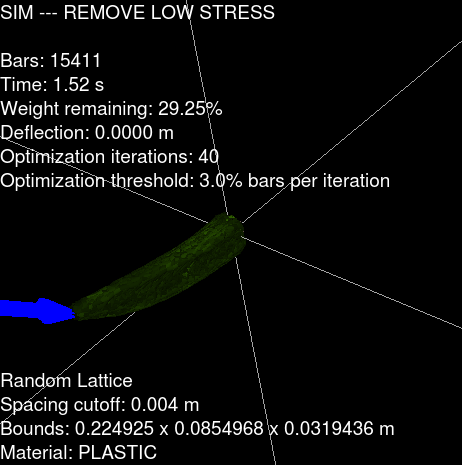 SIM --- REMOVE LOW STRESS
Bars: 15411
Time: 1.52 s
Weight remaining: 29.25%
Deflection: 0.0000 m
Optimization iterations: 40
Optimization threshold: 3.0% bars per iteration
Random Lattice
Spacing cutoff: 0.004 m
Bounds: 0.224925 x 0.0854968 x 0.0319436 m
Material: PLASTIC